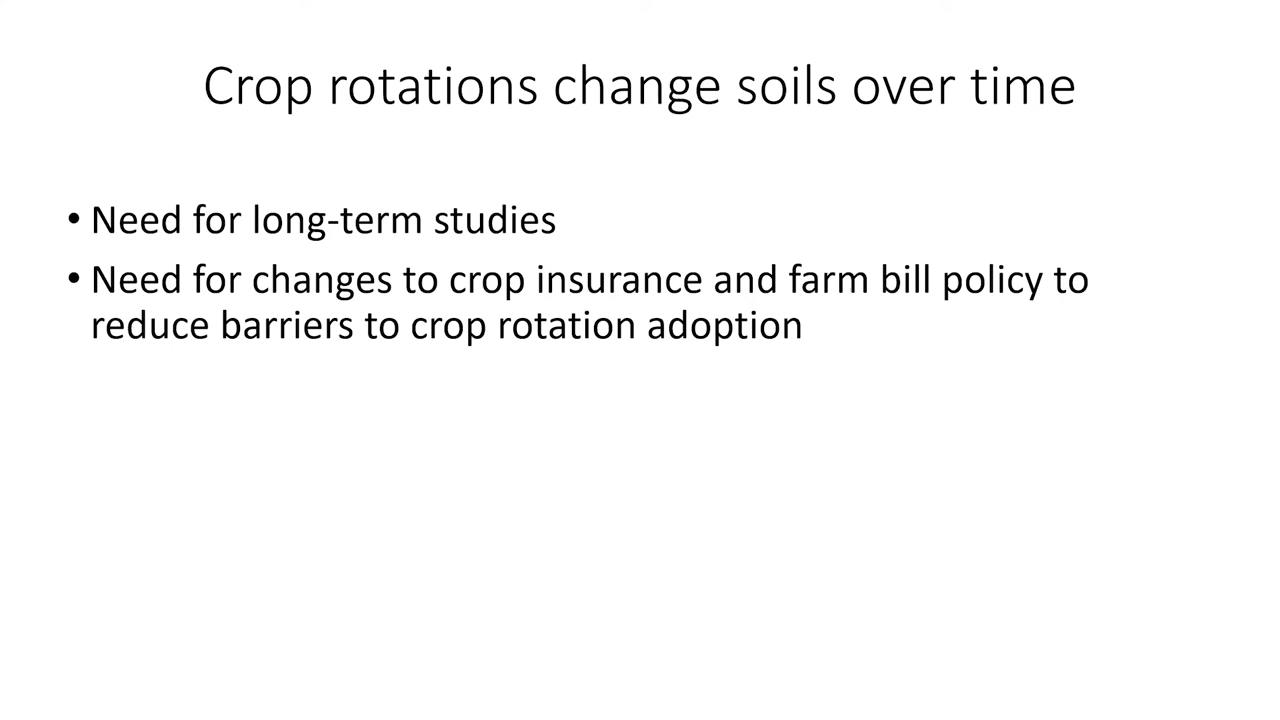 Crop rotations change soils over time
• Need for long-term studies
• Need for changes to crop insurance and farm bill policy to
reduce barriers to crop rotation adoption